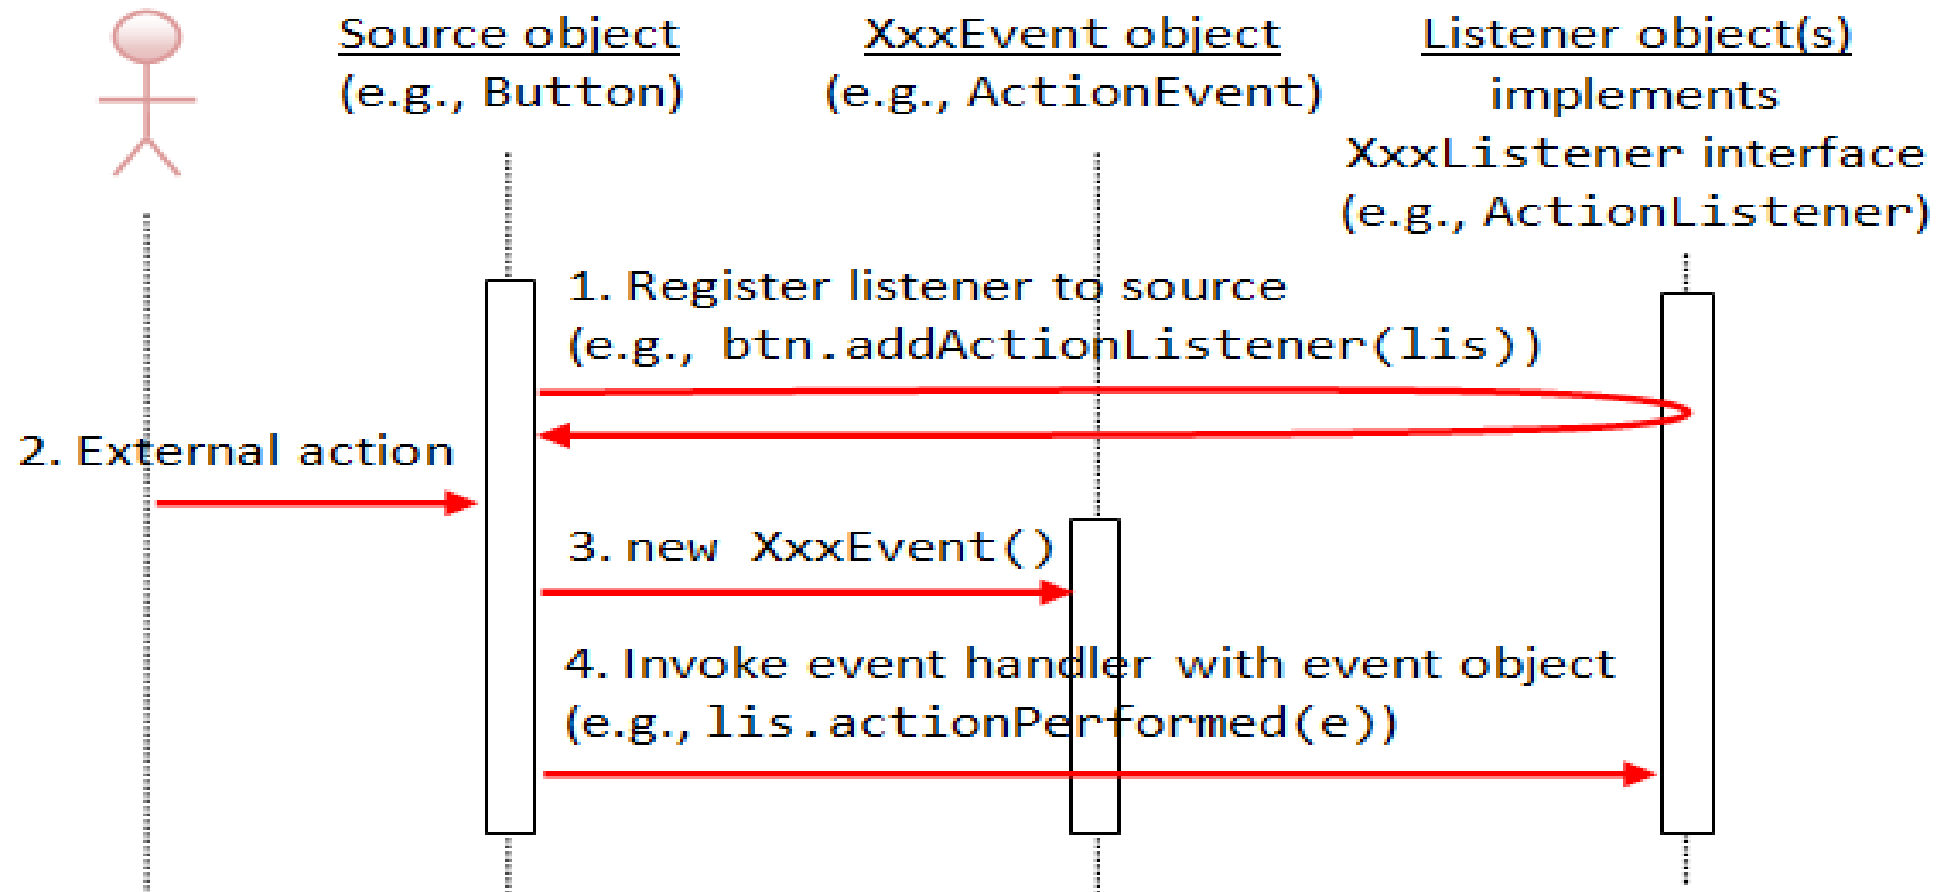 Source object
(e.g., Button)
XxxEvent object
(e.g., ActionEvent)
Listener object(s)
implements
XxxListener interface
(e.g., ActionListener)
1. Register listener to source
(e.g., btn.addActionListener(lis))
2. External action
3. new XxxEvent()
4. Invoke event handler with event object
(e.g., lis.actionPerformed(e))